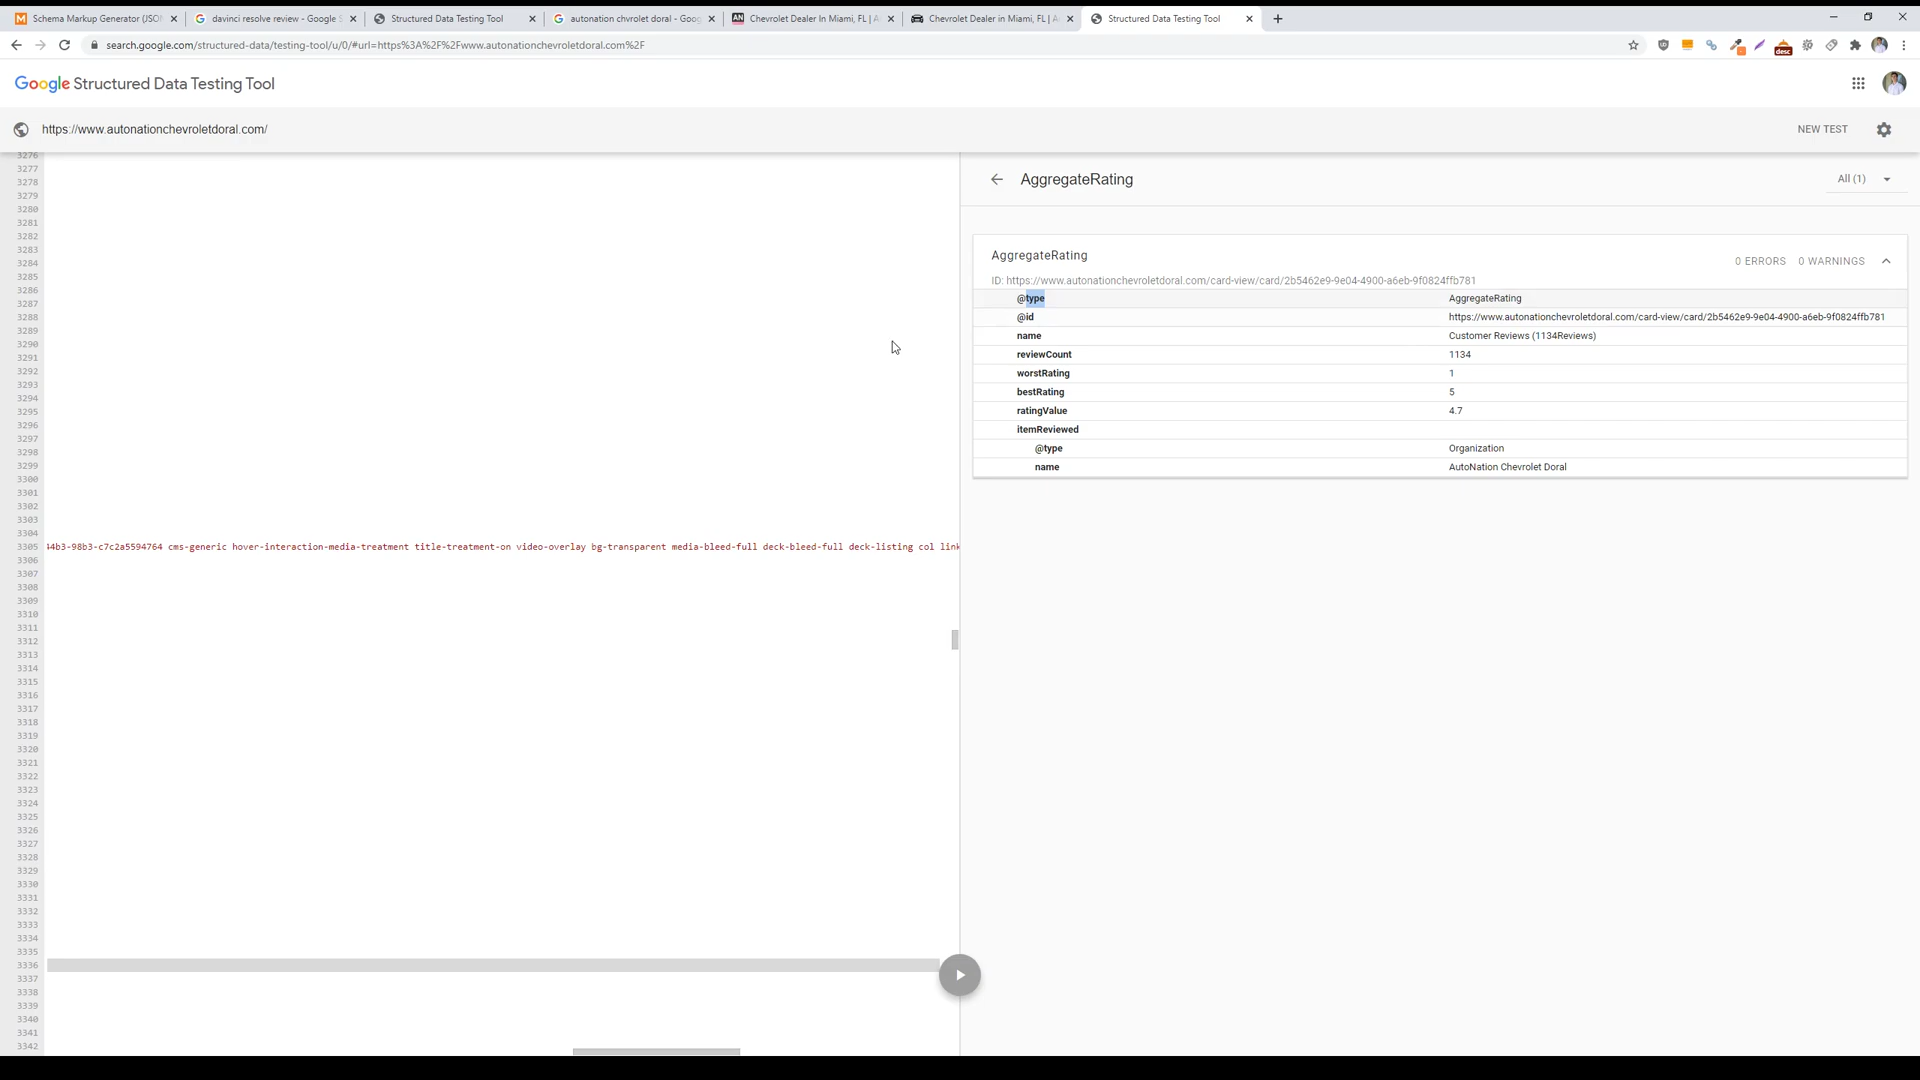 Schema Markup Generator (JSON
davinci resolve review - Google S
Structured Data Testing Tool
autonation chvrolet doral - Goog
AN Chevrolet Dealer In Miami, FL | A
Chevrolet Dealer in Miami, FL | A
Structured Data Testing Tool
search.google.com/structured-data/testing-tool/u/0/#url=https%3A%2F%2Fwww.autonationchevroletdoral.com%2F
desc
Google Structured Data Testing Tool
https://www.autonationchevroletdoral.com/
NEW TEST
AggregateRating
All (1)
AggregateRating
0 ERRORS 0 WARNINGS
ID: https://www.autonationchevroletdoral.com/card-view/card/2b5462e9-9e04-4900-a6eb-9f0824ffb781
@type AggregateRating
@id https://www.autonationchevroletdoral.com/card-view/card/2b5462e9-9e04-4900-a6eb-9f0824ffb781
name Customer Reviews (1134Reviews)
reviewCount 1134
worstRating 1
bestRating 5
ratingValue 4.7
itemReviewed
@type Organization
name AutoNation Chevrolet Doral
3276
3277
3278
3279
3280
3281
3282
3283
3284
3285
3286
3287
3288
3289
3290
3291
3292
3293
3294
3295
3296
3297
3298
3299
3300
3301
3302
3303
3304
3305 44b3-98b3-c7c2a5594764 cms-generic hover-interaction-media-treatment title-treatment-on video-overlay bg-transparent media-bleed-full deck-bleed-full deck-listing col link
3306
3307
3308
3309
3310
3311
3312
3313
3314
3315
3316
3317
3318
3319
3320
3321
3322
3323
3324
3325
3326
3327
3328
3329
3330
3331
3332
3333
3334
3335
3336
3337
3338
3339
3340
3341
3342